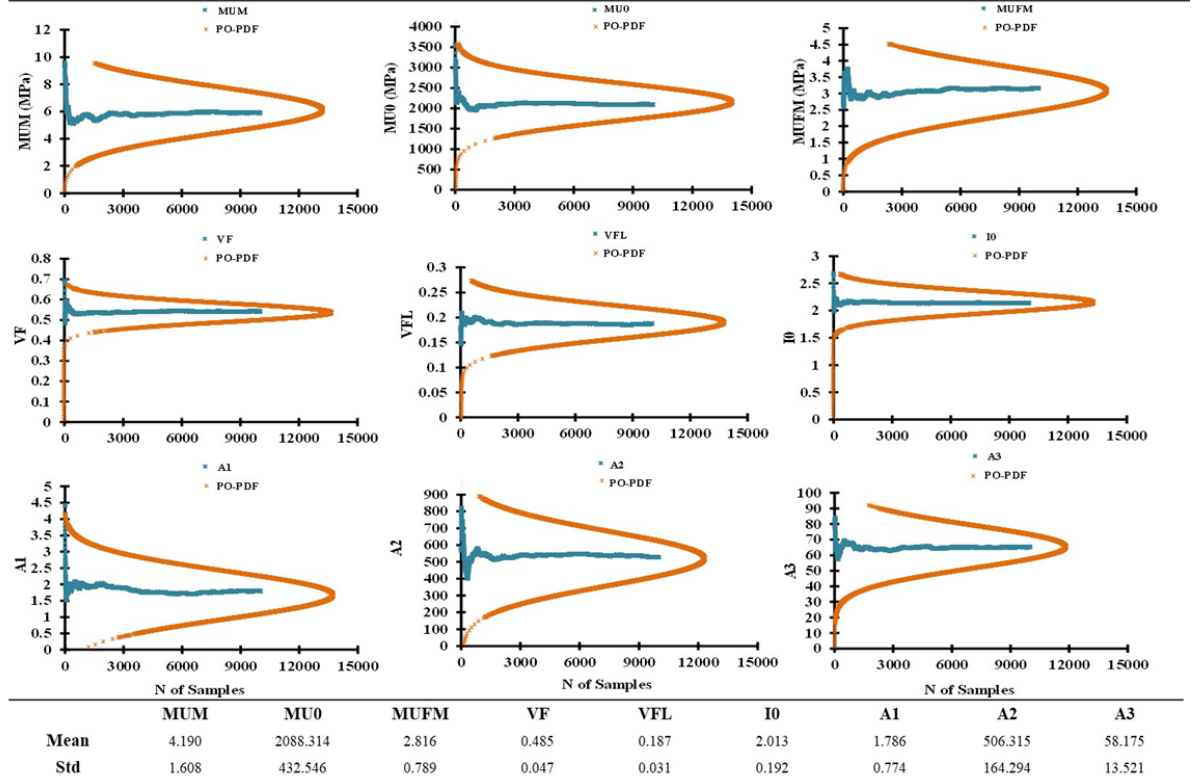 MUM
PO-PDF
MUM (MPa)
12
10
8
6
4
2
0
0 3000 6000 9000 12000 15000
MU0
PO-PDF
MU0 (MPa)
4000
3500
3000
2500
2000
1500
1000
500
0
0 3000 6000 9000 12000 15000
MUFM
PO-PDF
MUFM (MPa)
5
4.5
4
3.5
3
2.5
2
1.5
1
0.5
0
0 3000 6000 9000 12000 15000
VF
PO-PDF
VF
0.8
0.7
0.6
0.5
0.4
0.3
0.2
0.1
0
0 3000 6000 9000 12000 15000
VFL
PO-PDF
VFL
0.3
0.25
0.2
0.15
0.1
0.05
0
0 3000 6000 9000 12000 15000
I0
PO-PDF
I0
3
2.5
2
1.5
1
0.5
0
0 3000 6000 9000 12000 15000
A1
PO-PDF
A1
5
4.5
4
3.5
3
2.5
2
1.5
1
0.5
0
0 3000 6000 9000 12000 15000
N of Samples
A2
PO-PDF
A2
900
800
700
600
500
400
300
200
100
0
0 3000 6000 9000 12000 15000
N of Samples
A3
PO-PDF
A3
100
90
80
70
60
50
40
30
20
10
0
0 3000 6000 9000 12000 15000
N of Samples
MUM MU0 MUFM VF VFL I0 A1 A2 A3
Mean 4.190 2088.314 2.816 0.485 0.187 2.013 1.786 506.315 58.175
Std 1.608 432.546 0.789 0.047 0.031 0.192 0.774 164.294 13.521